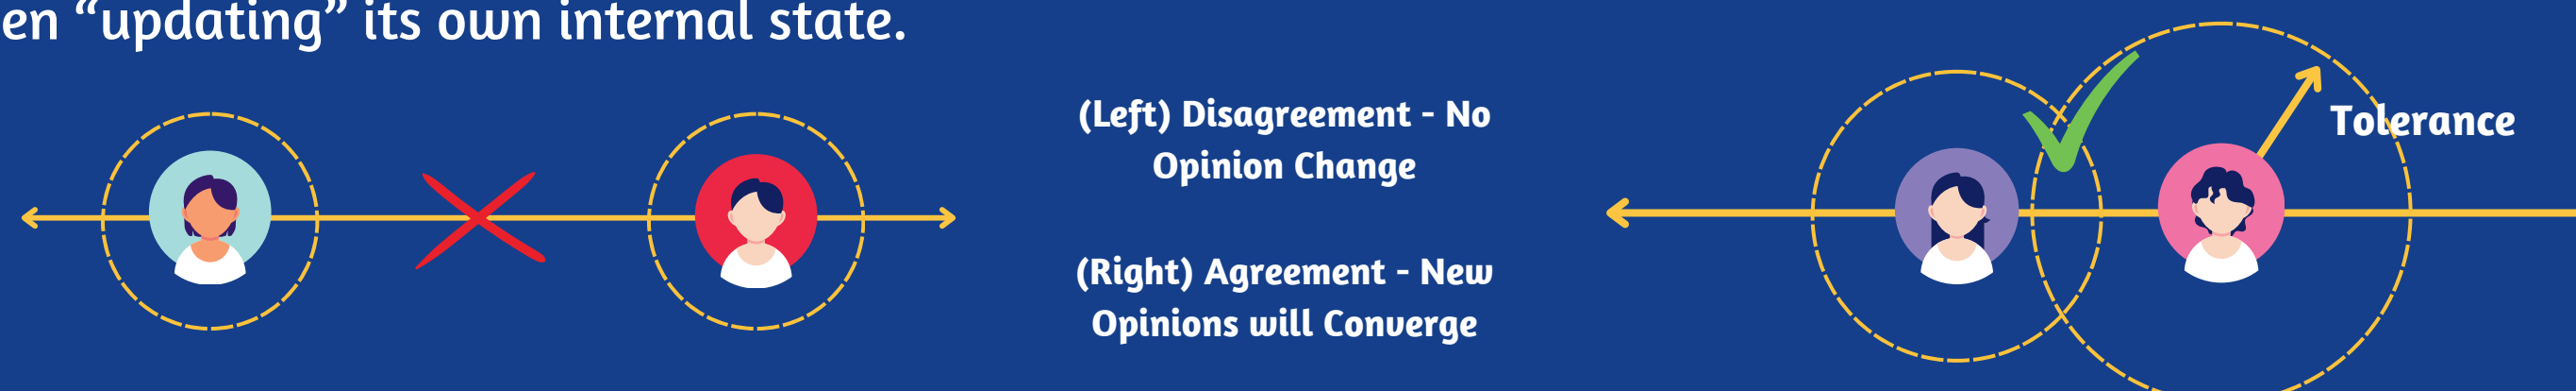 en “updating” its own internal state.
(Left) Disagreement - No
Opinion Change
(Right) Agreement - New
Opinions will Converge
Tolerance